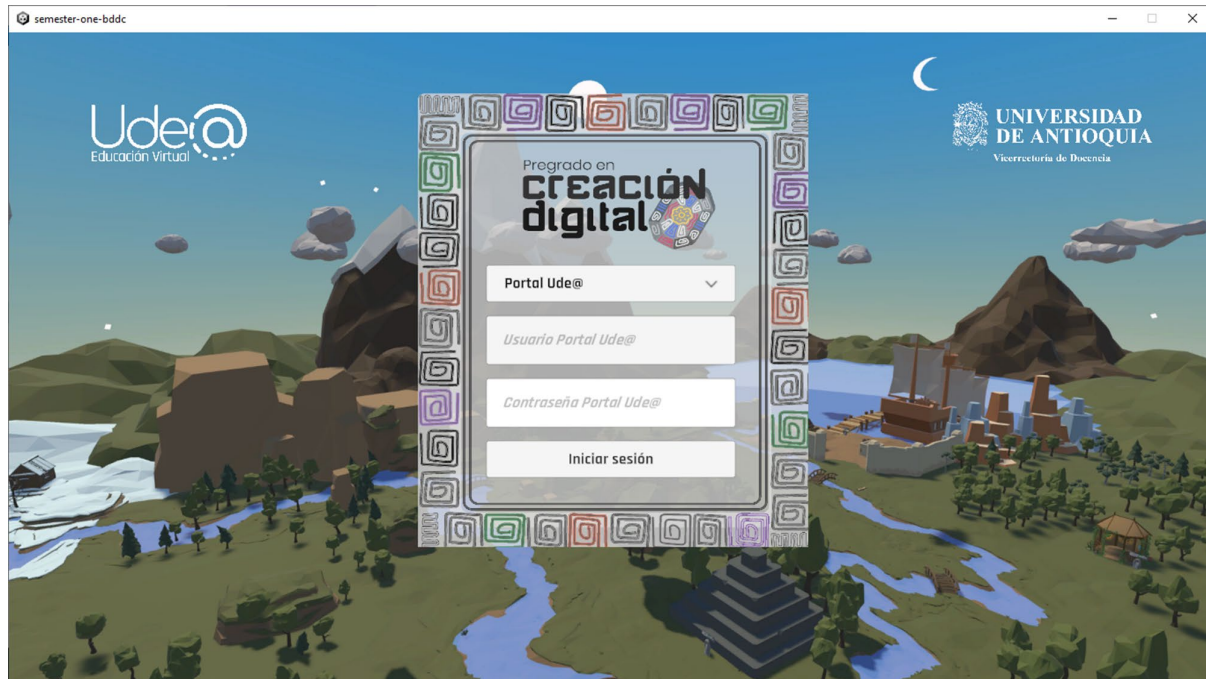 semester-one-bddc
Ude@
Educación Virtual
UNIVERSIDAD
DE ANTIOQUIA
Vicerrectoría de Docencia
Pregrado en
creación
digital
Portal Ude@
Usuario Portal Ude@
Contraseña Portal Ude@
Iniciar sesión